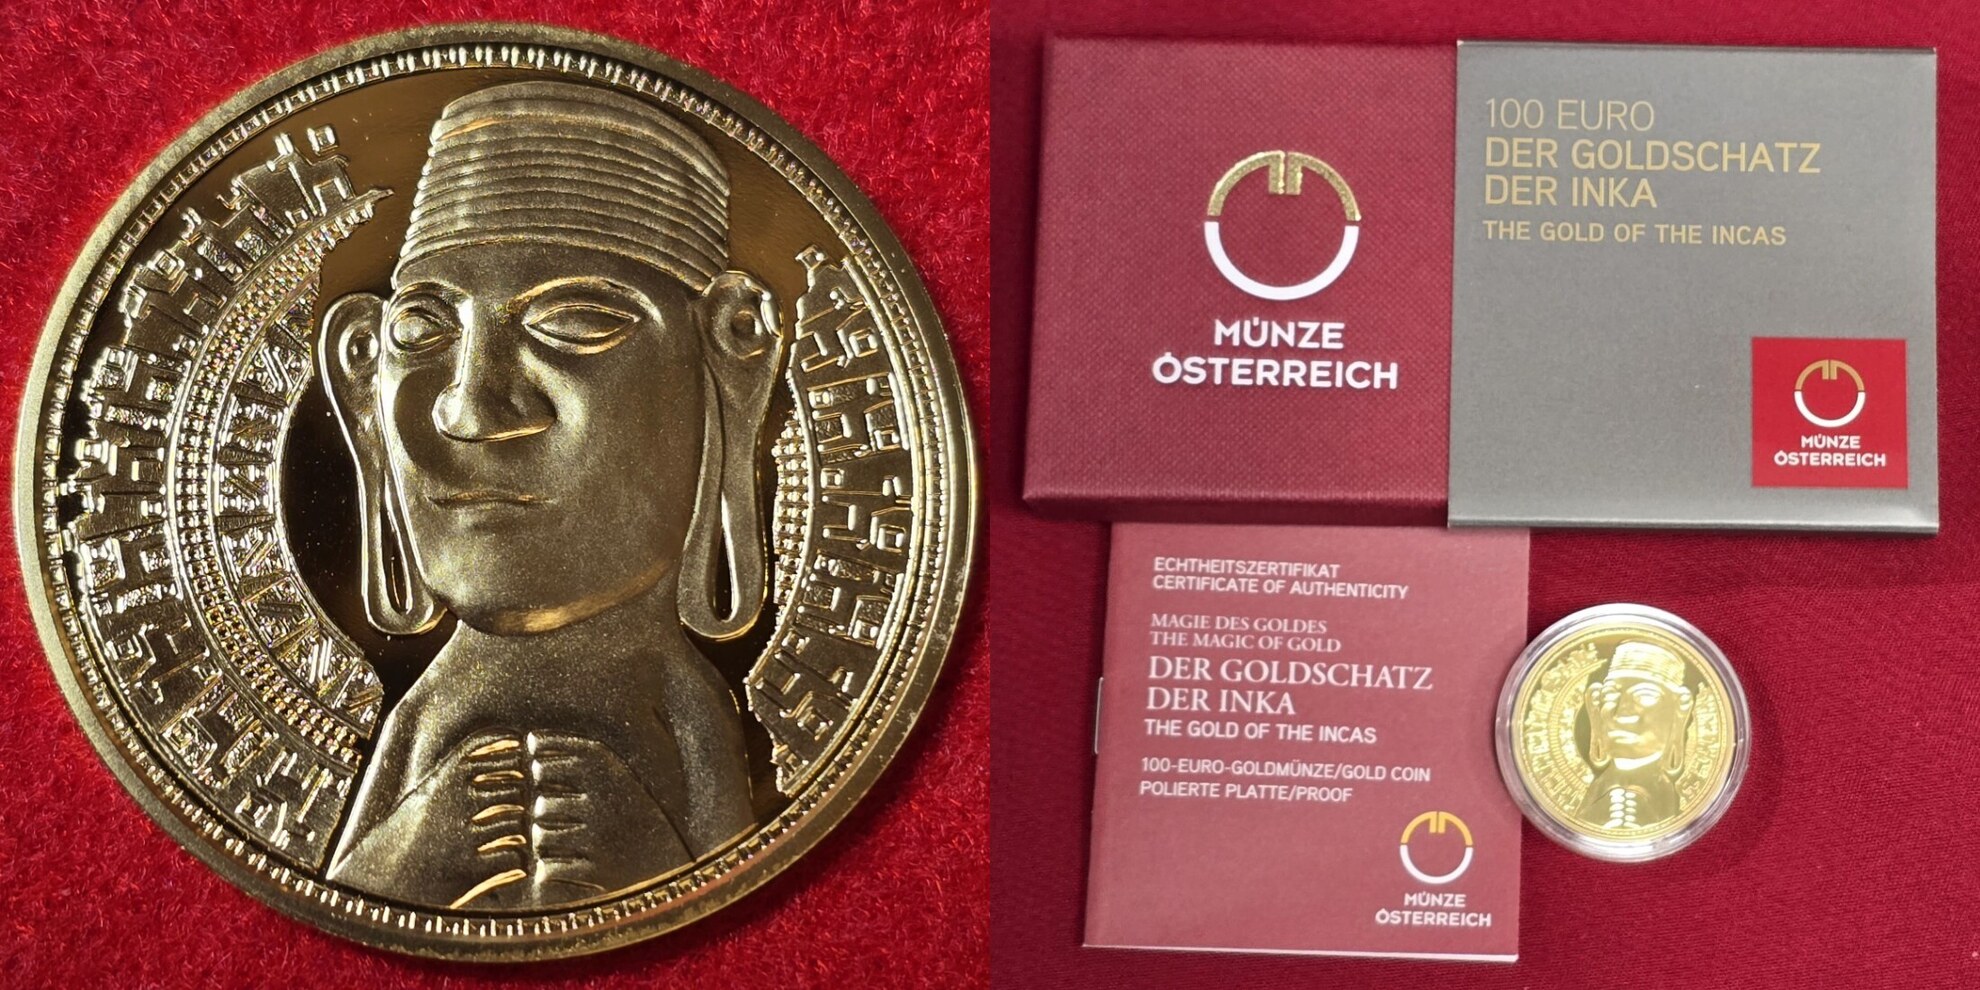 MÜNZE
ÖSTERREICH
100 EURO
DER GOLDSCHATZ
DER INKA
THE GOLD OF THE INCAS
MÜNZE
ÖSTERREICH
ECHTHEITSZERTIFIKAT
CERTIFICATE OF AUTHENTICITY
MAGIE DES GOLDES
THE MAGIC OF GOLD
DER GOLDSCHATZ
DER INKA
THE GOLD OF THE INCAS
100-EURO-GOLDMÜNZE/GOLD COIN
POLIERTE PLATTE/PROOF
MÜNZE
ÖSTERREICH